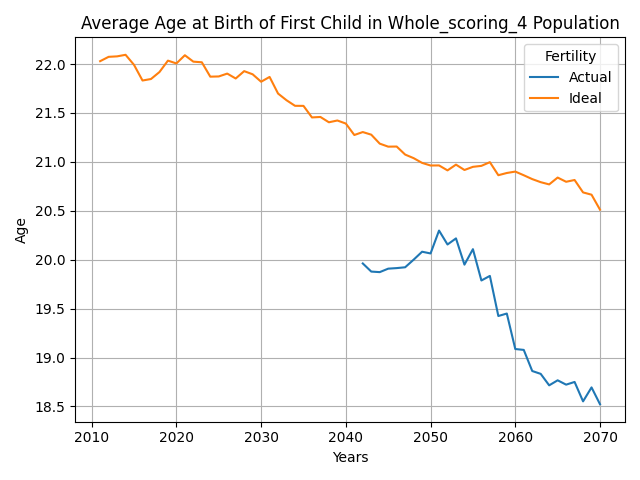 Average Age at Birth of First Child in Whole_scoring_4 Population
Fertility
Actual
Ideal
Age
22.0
21.5
21.0
20.5
20.0
19.5
19.0
18.5
2010 2020 2030 2040 2050 2060 2070
Years